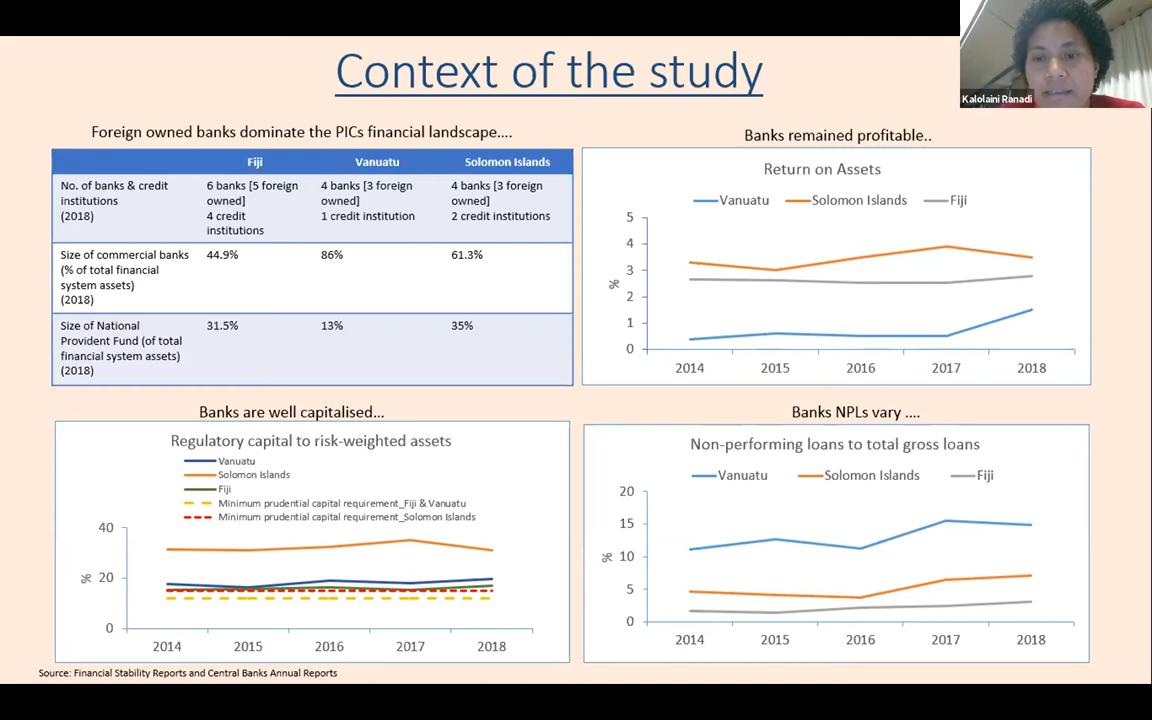 Kalolaini Ranadi
Context of the study
Foreign owned banks dominate the PICs financial landscape....
Fiji Vanuatu Solomon Islands
No. of banks & credit
institutions
(2018)
6 banks [5 foreign
owned]
4 credit
institutions
4 banks [3 foreign
owned]
1 credit institution
4 banks [3 foreign
owned]
2 credit institutions
Size of commercial banks
(% of total financial
system assets)
(2018)
44.9% 86% 61.3%
Size of National
Provident Fund (of total
financial system assets)
(2018)
31.5% 13% 35%
Banks remained profitable..
Return on Assets
Vanuatu Solomon Islands Fiji
5
4
3
2
1
0
%
2014 2015 2016 2017 2018
Banks are well capitalised...
Regulatory capital to risk-weighted assets
Vanuatu
Solomon Islands
Fiji
Minimum prudential capital requirement_Fiji & Vanuatu
Minimum prudential capital requirement_Solomon Islands
40
20
0
%
2014 2015 2016 2017 2018
Banks NPLs vary ....
Non-performing loans to total gross loans
Vanuatu Solomon Islands Fiji
20
15
10
5
0
%
2014 2015 2016 2017 2018
Source: Financial Stability Reports and Central Banks Annual Reports